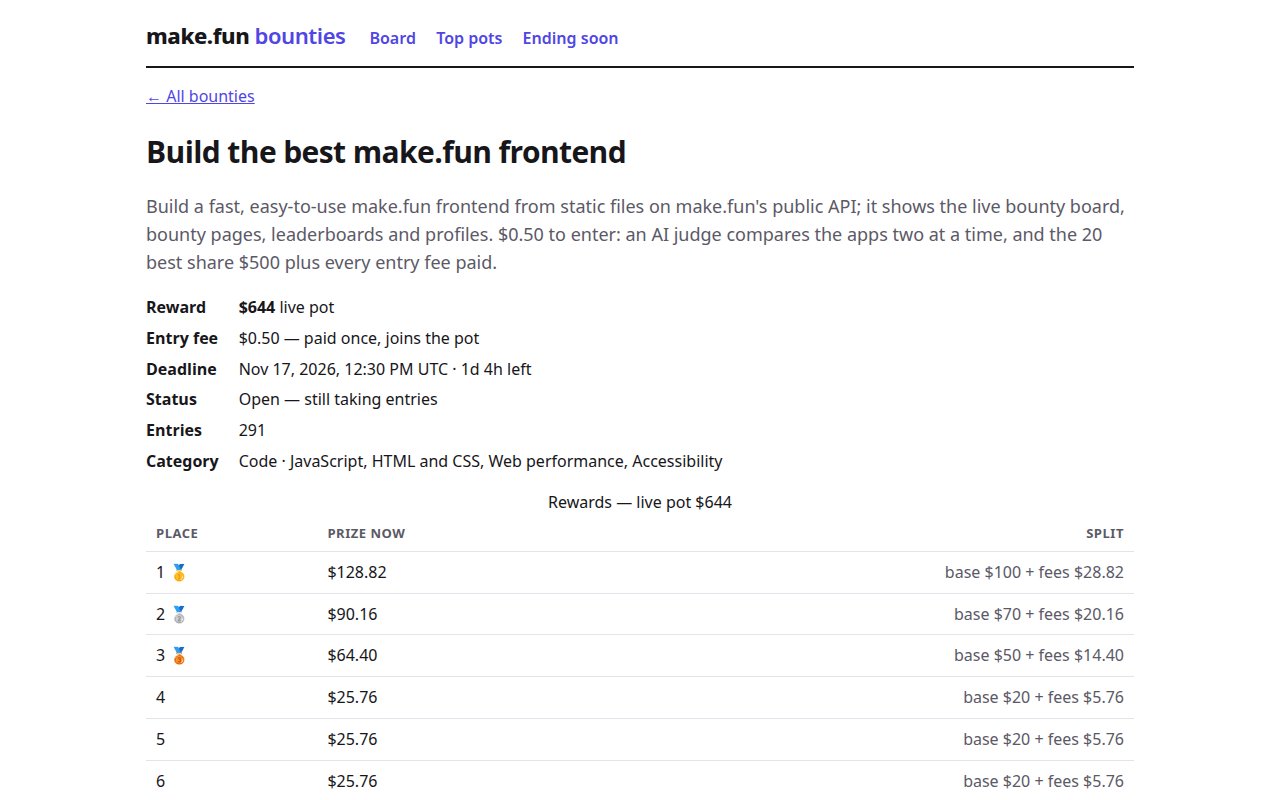 make.fun bounties Board Top pots Ending soon
← All bounties
Build the best make.fun frontend
Build a fast, easy-to-use make.fun frontend from static files on make.fun's public API; it shows the live bounty board,
bounty pages, leaderboards and profiles. $0.50 to enter: an AI judge compares the apps two at a time, and the 20
best share $500 plus every entry fee paid.
Reward $644 live pot
Entry fee $0.50 — paid once, joins the pot
Deadline Nov 17, 2026, 12:30 PM UTC · 1d 4h left
Status Open — still taking entries
Entries 291
Category Code · JavaScript, HTML and CSS, Web performance, Accessibility
Rewards — live pot $644
PLACE PRIZE NOW SPLIT
1 🥇 $128.82 base $100 + fees $28.82
2 🥈 $90.16 base $70 + fees $20.16
3 🥉 $64.40 base $50 + fees $14.40
4 $25.76 base $20 + fees $5.76
5 $25.76 base $20 + fees $5.76
6 $25.76 base $20 + fees $5.76